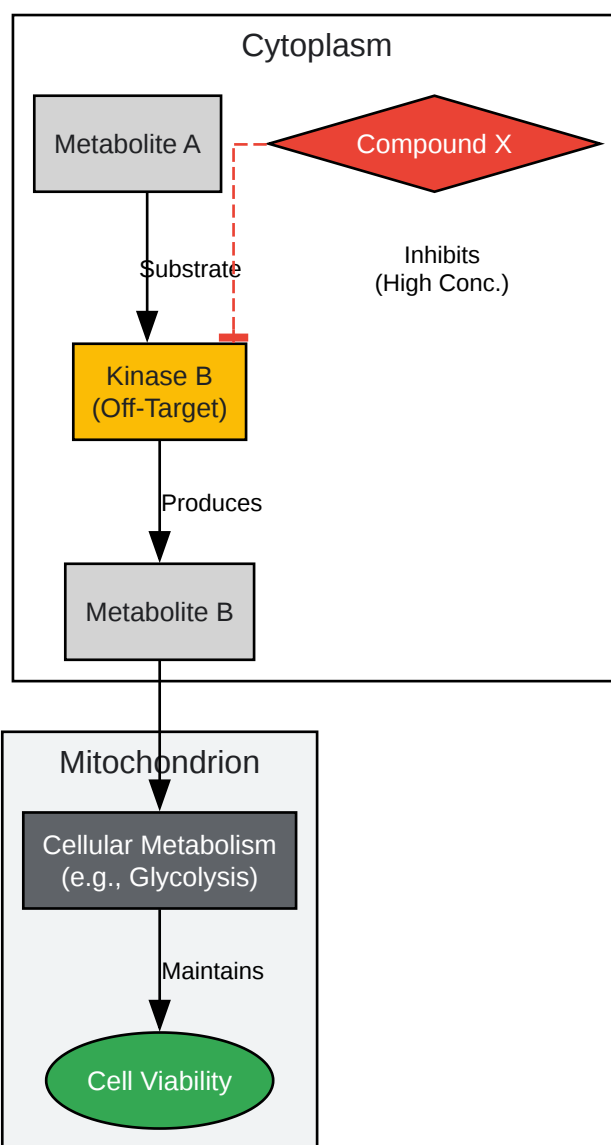 Cytoplasm
Metabolite A
Compound X
Substrate
Inhibits
(High Conc.)
Kinase B
(Off-Target)
Produces
Metabolite B
Mitochondrion
Cellular Metabolism
(e.g., Glycolysis)
Maintains
Cell Viability